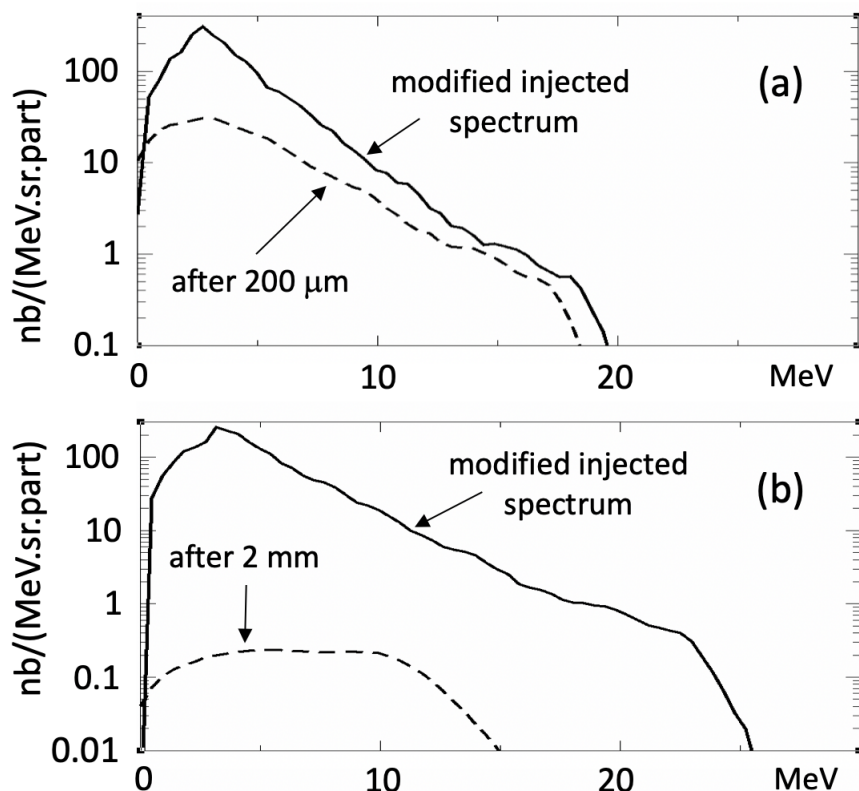 nb/(MeV.sr.part)
100
10
1
0.1
(a)
modified injected
spectrum
after 200 μm
0
10
20
MeV
nb/(MeV.sr.part)
100
10
1
0.1
0.01
(b)
modified injected
spectrum
after 2 mm
0
10
20
MeV